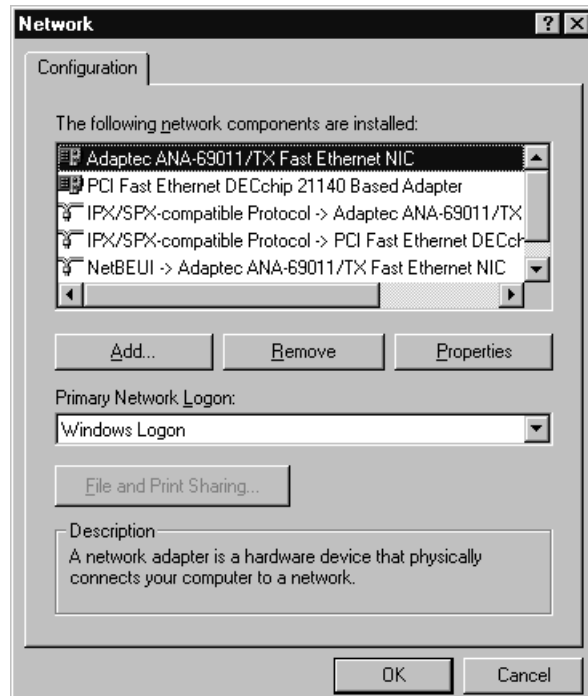 Network
Configuration
The following network components are installed:
Adaptec ANA-69011/TX Fast Ethernet NIC
PCI Fast Ethernet DECchip 21140 Based Adapter
IPX/SPX-compatible Protocol -> Adaptec ANA-69011/TX
IPX/SPX-compatible Protocol -> PCI Fast Ethernet DECch
NetBEUI -> Adaptec ANA-69011/TX Fast Ethernet NIC
Add... Remove Properties
Primary Network Logon:
Windows Logon
File and Print Sharing...
Description
A network adapter is a hardware device that physically
connects your computer to a network.
OK Cancel